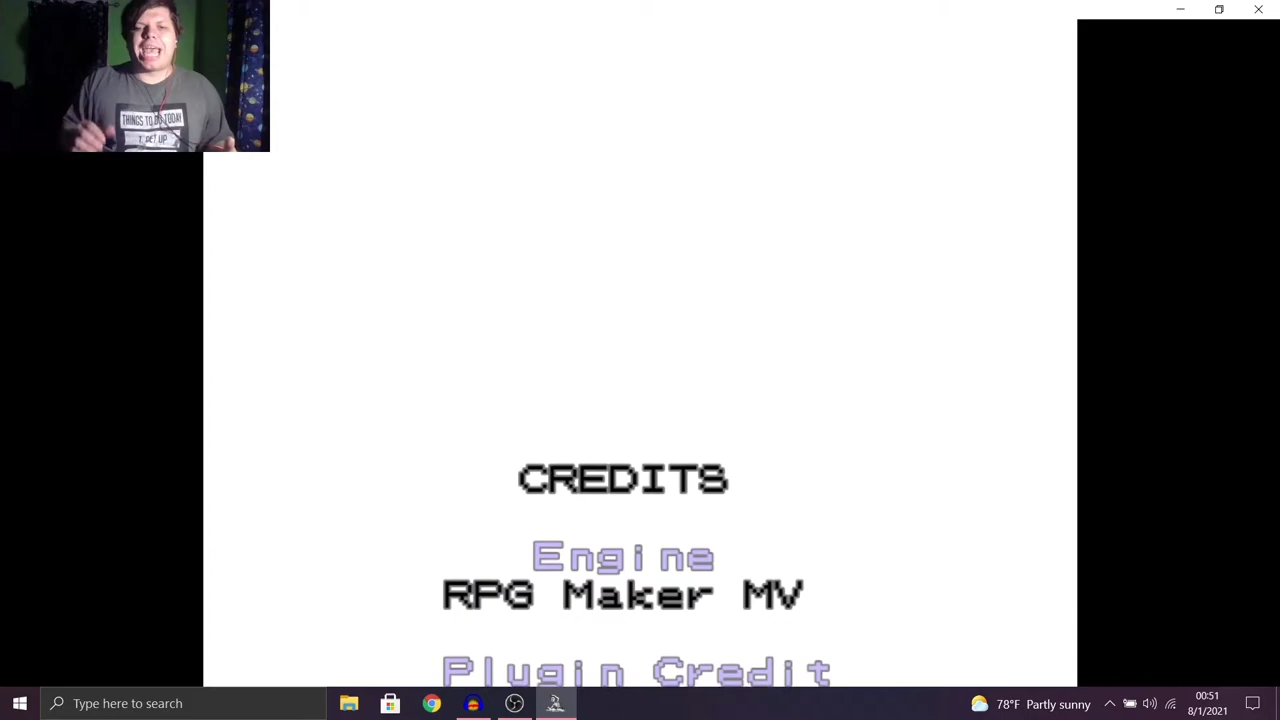 THINGS TO DO TODAY
1. GET UP
CREDITS
Engine
RPG Maker MV
Plugin Credit
Type here to search
78°F Partly sunny
00:51
8/1/2021